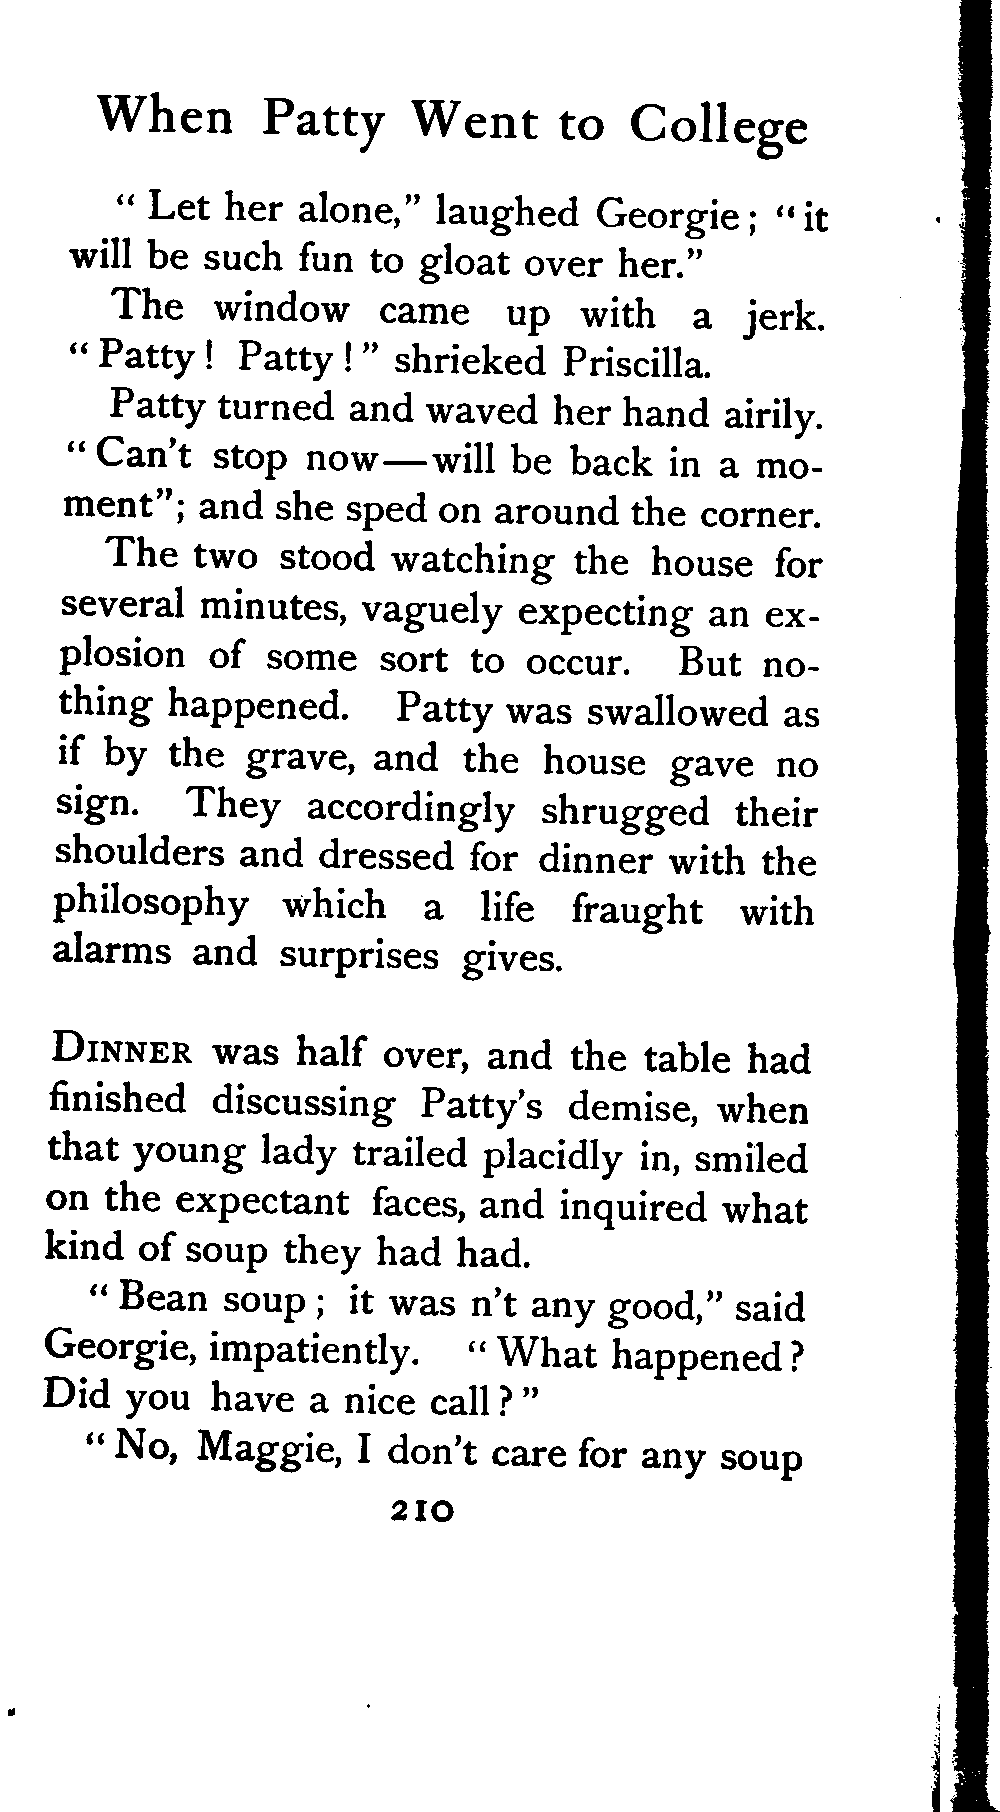 When Patty Went to College
“ Let her alone,” laughed Georgie ; “ it
will be such fun to gloat over her.”
The window came up with a jerk.
“ Patty ! Patty ! ” shrieked Priscilla.
Patty turned and waved her hand airily.
“ Can't stop now—will be back in a mo-
ment”; and she sped on around the corner.
The two stood watching the house for
several minutes, vaguely expecting an ex-
plosion of some sort to occur. But no-
thing happened. Patty was swallowed as
if by the grave, and the house gave no
sign. They accordingly shrugged their
shoulders and dressed for dinner with the
philosophy which a life fraught with
alarms and surprises gives.
DINNER was half over, and the table had
finished discussing Patty's demise, when
that young lady trailed placidly in, smiled
on the expectant faces, and inquired what
kind of soup they had had.
“ Bean soup ; it was n't any good,” said
Georgie, impatiently. “ What happened ?
Did you have a nice call ? ”
“ No, Maggie, I don't care for any soup
210